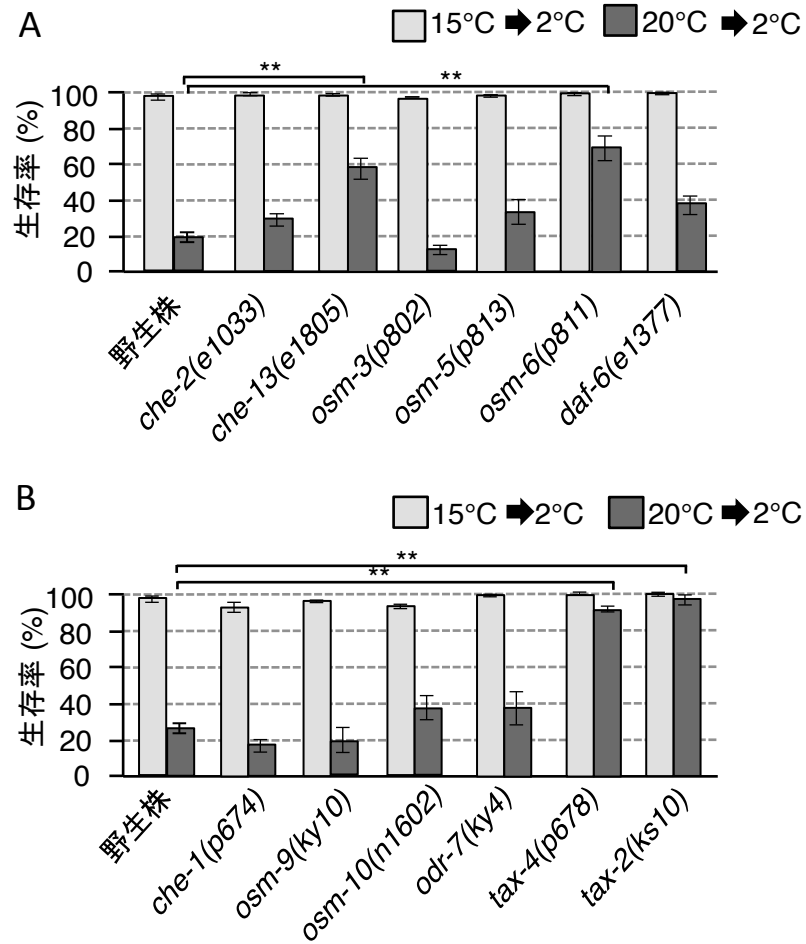 A
15°C ➡2°C 20°C ➡2°C
** **
生存率 (%)
100
80
60
40
20
0
野生株
che-2(e1033)
che-13(e1805)
osm-3(p802)
osm-5(p813)
osm-6(p811)
daf-6(e1377)
B
15°C ➡2°C 20°C ➡2°C
**
**
生存率 (%)
100
80
60
40
20
0
野生株
che-1(p674)
osm-9(ky10)
osm-10(n1602)
odr-7(ky4)
tax-4(p678)
tax-2(ks10)